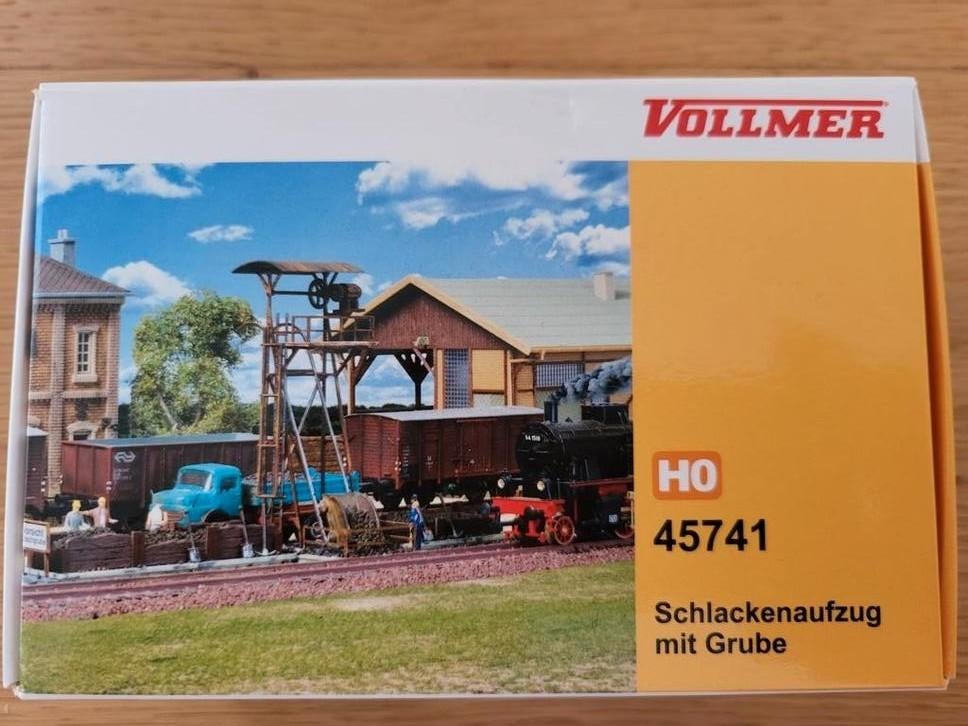 VOLLMER
H0
45741
Schlackenaufzug
mit Grube